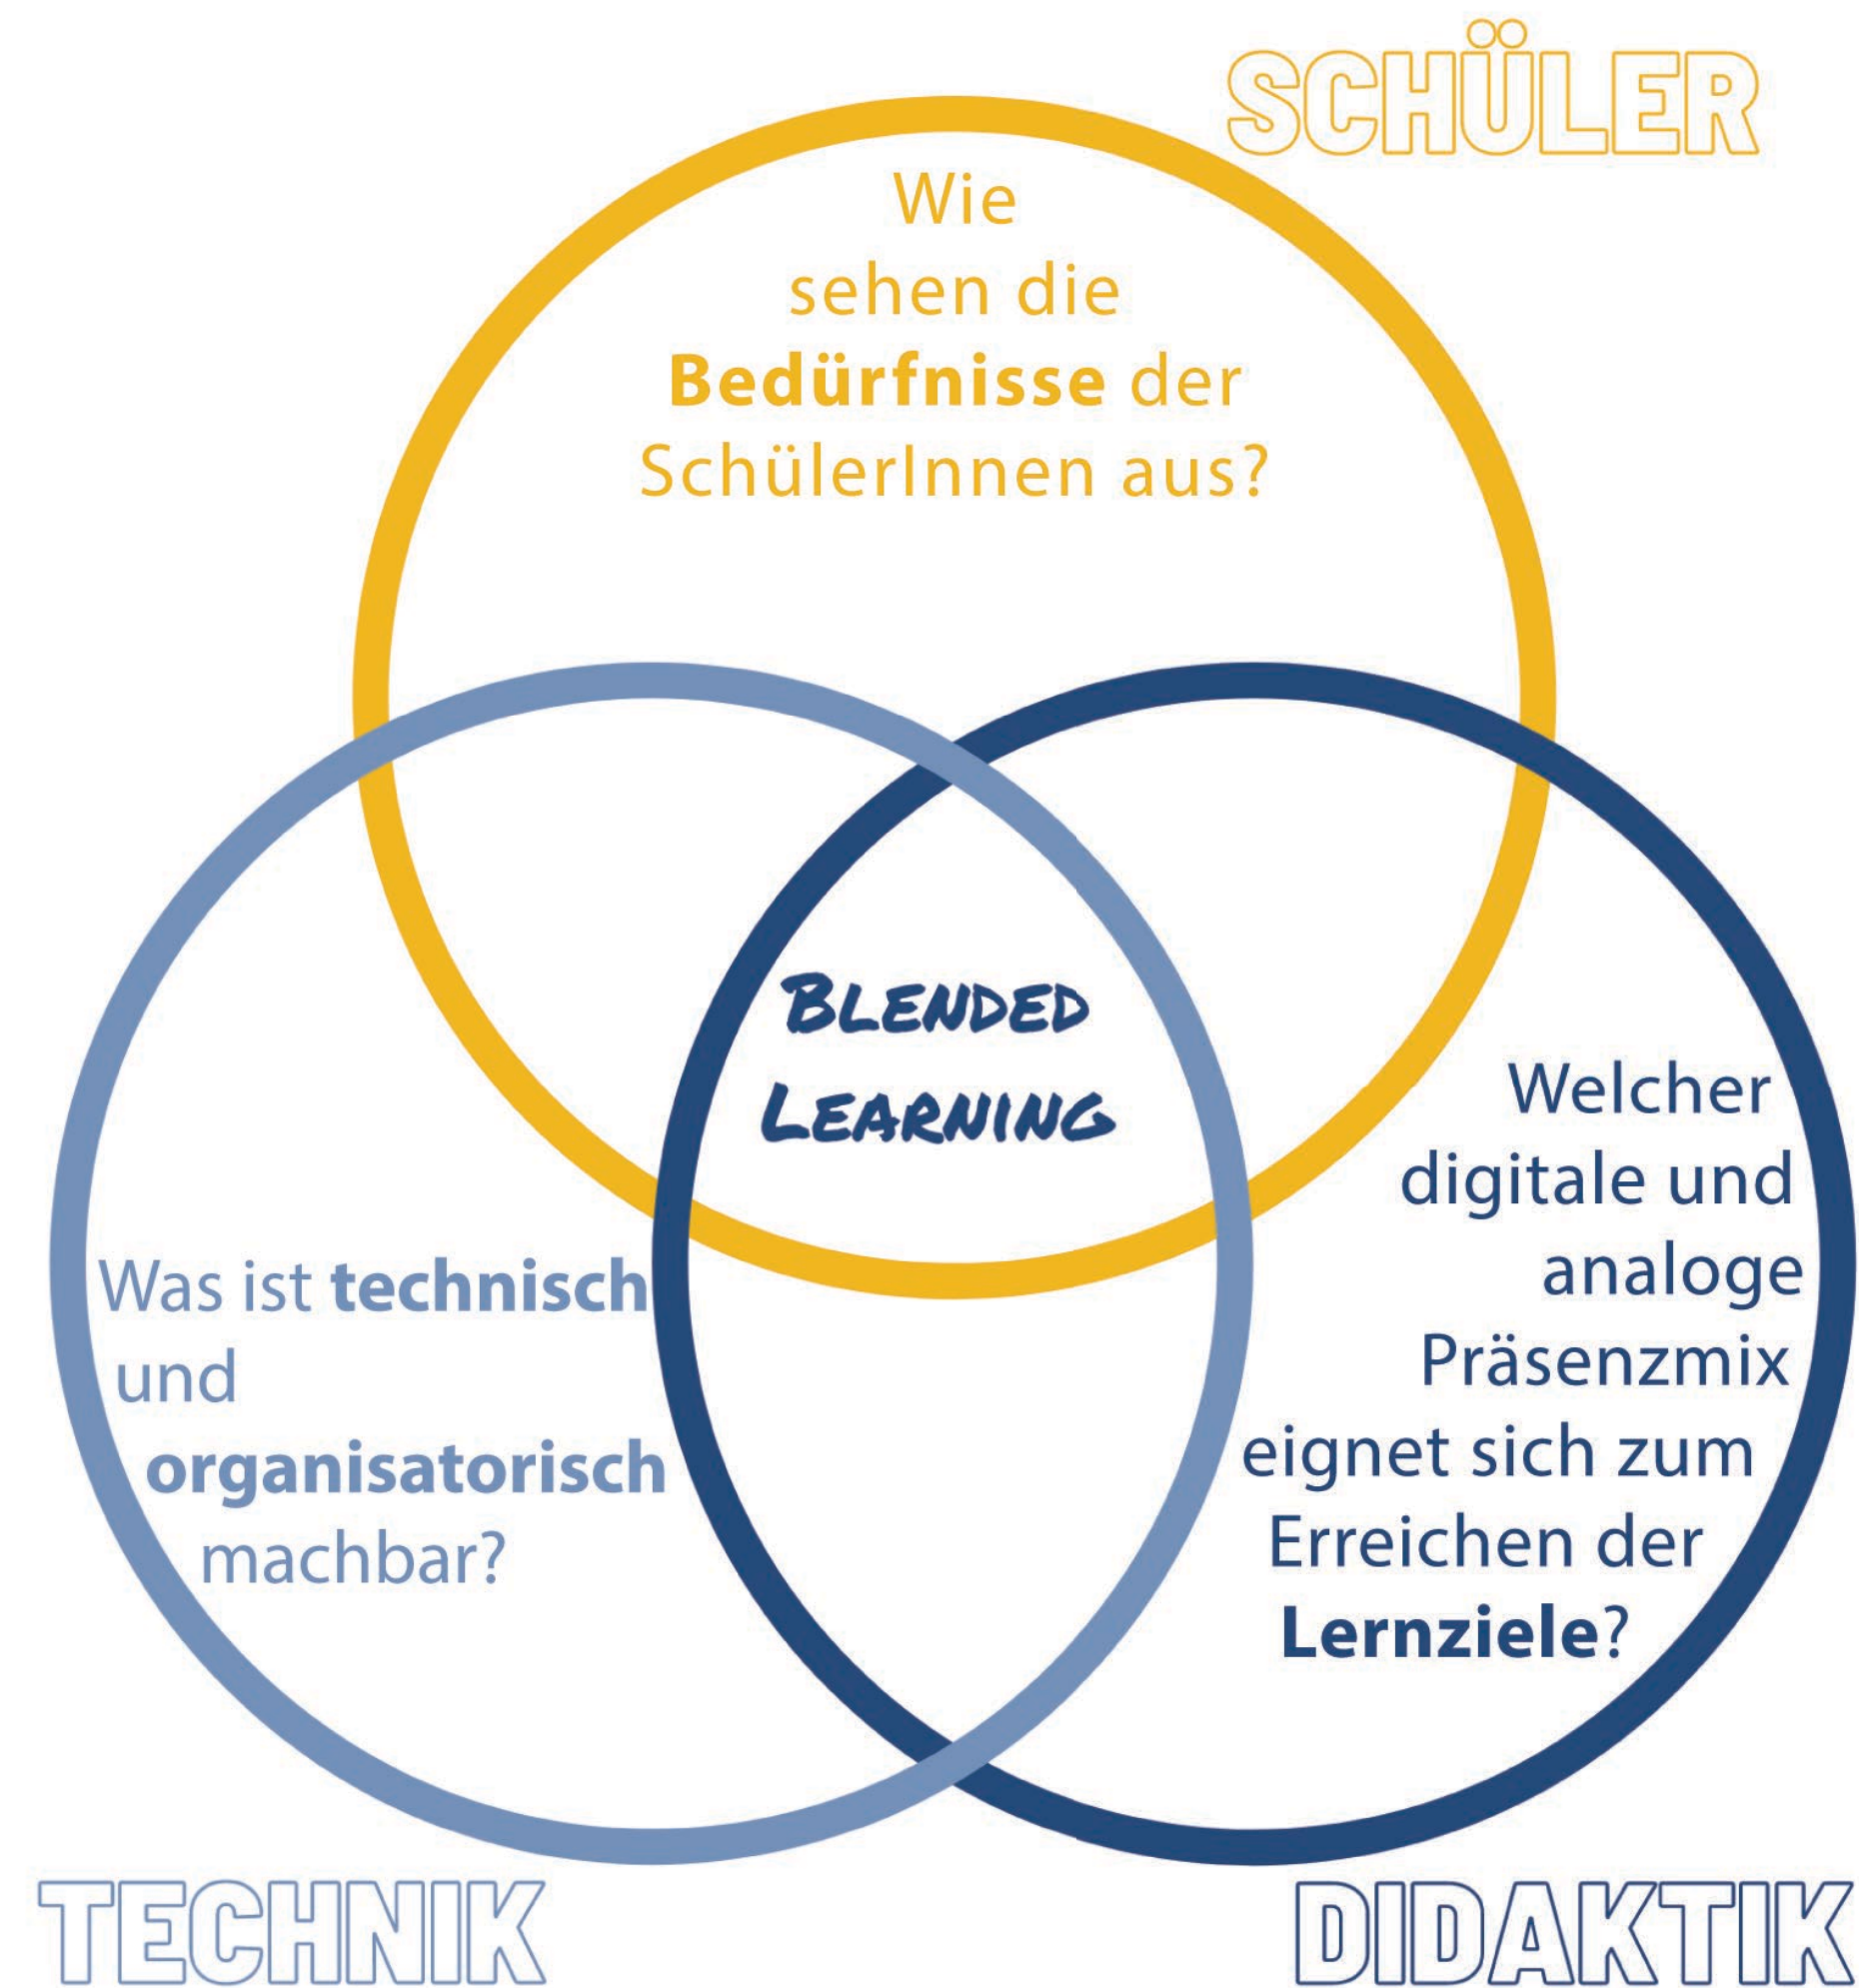 SCHÜLER
Wie
sehen die
Bedürfnisse der
SchülerInnen aus?
BLENDED
LEARNING
Was ist technisch
und
organisatorisch
machbar?
Welcher
digitale und
analoge
Präsenzmix
eignet sich zum
Erreichen der
Lernziele?
TECHNIK
DIDAKTIK